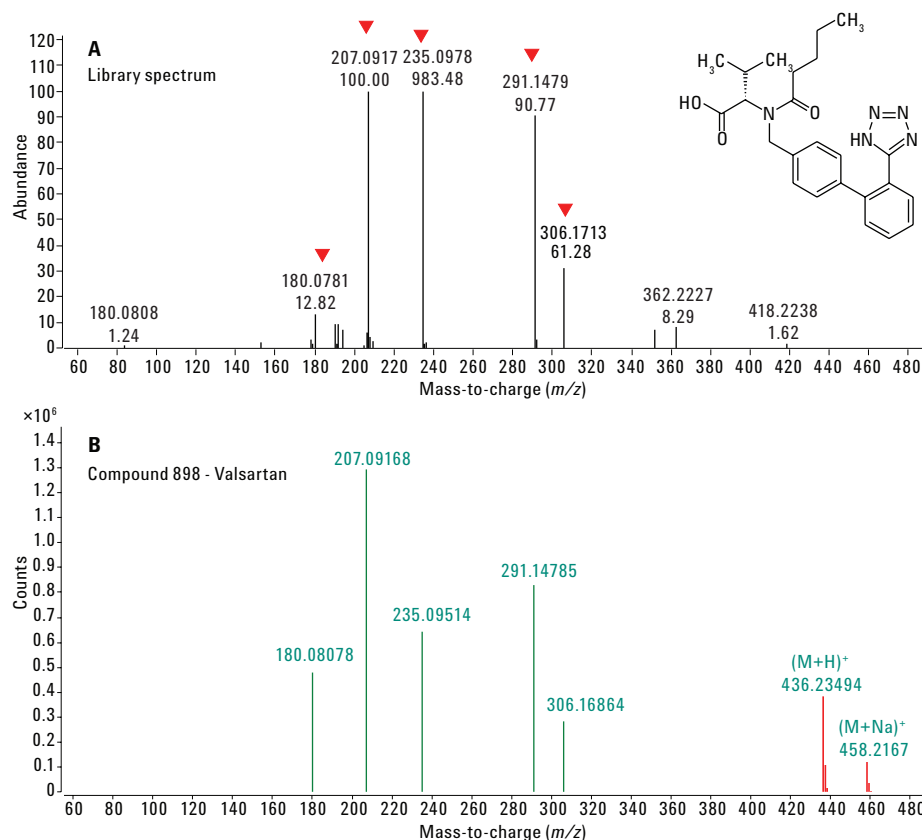 A
Library spectrum
120
110
100
90
80
70
60
50
40
30
20
10
0
Abundance
180.0808
1.24
180.0781
12.82
207.0917
100.00
235.0978
983.48
291.1479
90.77
306.1713
61.28
362.2227
8.29
418.2238
1.62
60 80 100 120 140 160 180 200 220 240 260 280 300 320 340 360 380 400 420 440 460 480
Mass-to-charge (m/z)
CH3
H3C CH3
HO
O
N
O
N N
HN N
B
Compound 898 - Valsartan
×10⁶
1.4
1.3
1.2
1.1
1.0
0.9
0.8
0.7
0.6
0.5
0.4
0.3
0.2
0.1
0
Counts
180.08078
207.09168
235.09514
291.14785
306.16864
(M+H)⁺
436.23494
(M+Na)⁺
458.2167
60 80 100 120 140 160 180 200 220 240 260 280 300 320 340 360 380 400 420 440 460 480
Mass-to-charge (m/z)